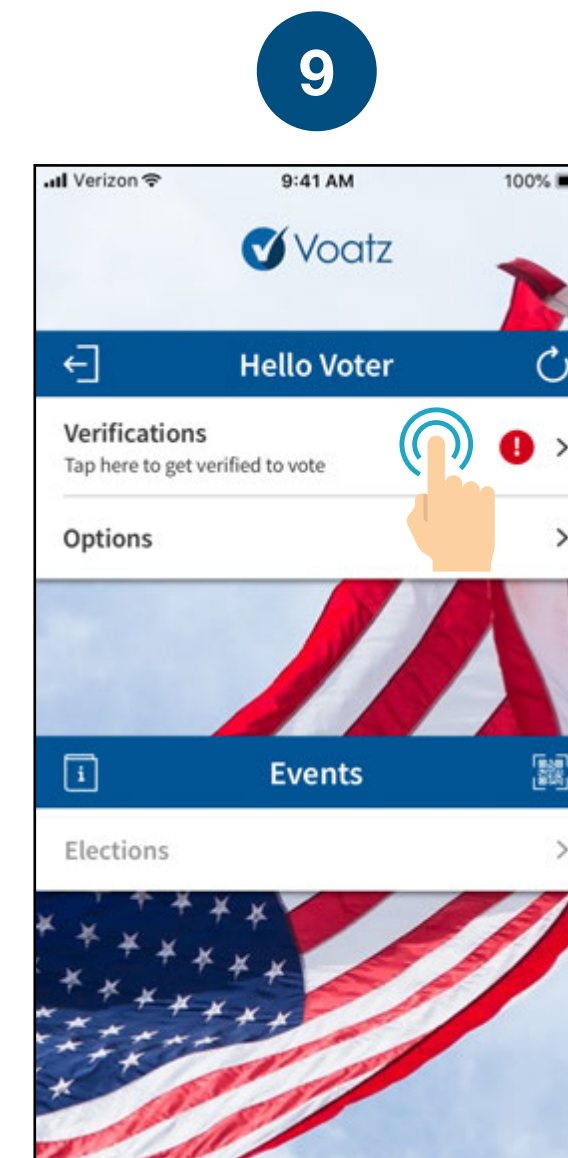 9
Verizon 9:41 AM 100%
Voatz
Hello Voter
Verifications
Tap here to get verified to vote
!
Options
i Events
Elections